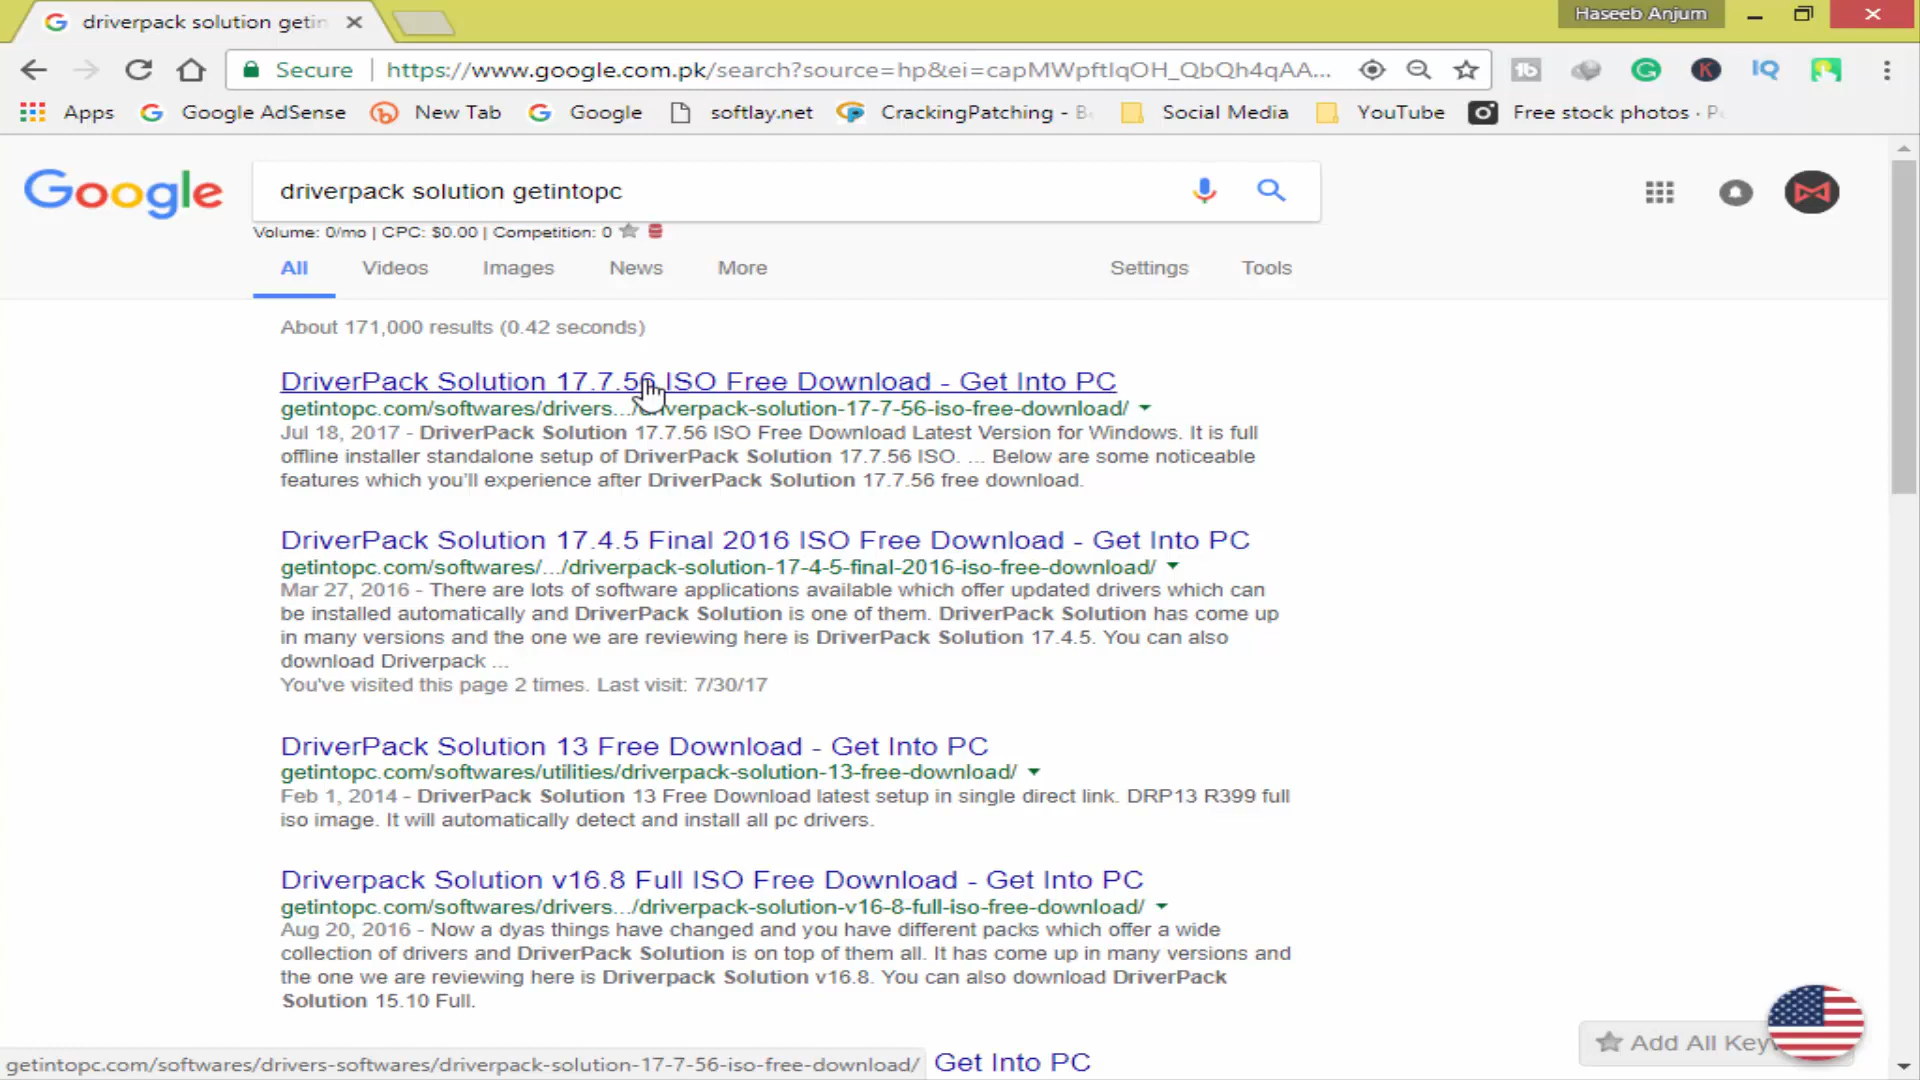 driverpack solution getin
Haseeb Anjum
Secure
https://www.google.com.pk/search?source=hp&ei=capMWpftIqOH_QbQh4qAA...
Apps
Google AdSense
New Tab
Google
softlay.net
CrackingPatching - B
Social Media
YouTube
Free stock photos · P
Google
driverpack solution getintopc
Volume: 0/mo | CPC: $0.00 | Competition: 0
All
Videos
Images
News
More
Settings
Tools
About 171,000 results (0.42 seconds)
DriverPack Solution 17.7.56 ISO Free Download - Get Into PC
getintopc.com/softwares/drivers.../driverpack-solution-17-7-56-iso-free-download/
Jul 18, 2017 - DriverPack Solution 17.7.56 ISO Free Download Latest Version for Windows. It is full
offline installer standalone setup of DriverPack Solution 17.7.56 ISO. ... Below are some noticeable
features which you'll experience after DriverPack Solution 17.7.56 free download.
DriverPack Solution 17.4.5 Final 2016 ISO Free Download - Get Into PC
getintopc.com/softwares/.../driverpack-solution-17-4-5-final-2016-iso-free-download/
Mar 27, 2016 - There are lots of software applications available which offer updated drivers which can
be installed automatically and DriverPack Solution is one of them. DriverPack Solution has come up
in many versions and the one we are reviewing here is DriverPack Solution 17.4.5. You can also
download Driverpack ...
You've visited this page 2 times. Last visit: 7/30/17
DriverPack Solution 13 Free Download - Get Into PC
getintopc.com/softwares/utilities/driverpack-solution-13-free-download/
Feb 1, 2014 - DriverPack Solution 13 Free Download latest setup in single direct link. DRP13 R399 full
iso image. It will automatically detect and install all pc drivers.
Driverpack Solution v16.8 Full ISO Free Download - Get Into PC
getintopc.com/softwares/drivers.../driverpack-solution-v16-8-full-iso-free-download/
Aug 20, 2016 - Now a dyas things have changed and you have different packs which offer a wide
collection of drivers and DriverPack Solution is on top of them all. It has come up in many versions and
the one we are reviewing here is Driverpack Solution v16.8. You can also download DriverPack
Solution 15.10 Full.
Add All Key
getintopc.com/softwares/drivers-softwares/driverpack-solution-17-7-56-iso-free-download/
Get Into PC